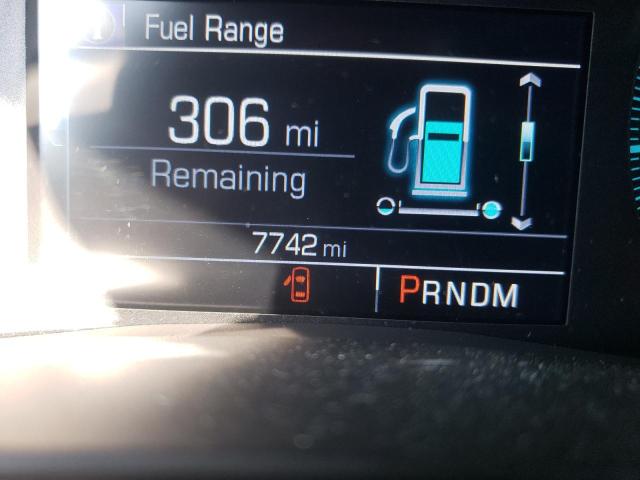 Fuel Range
306 mi
Remaining
7742 mi
PRNDM